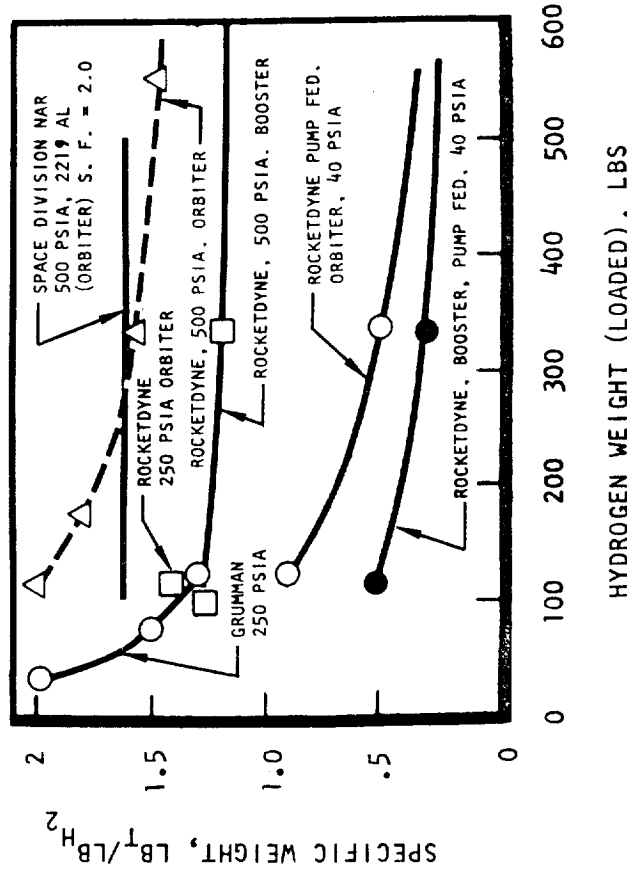 SPECIFIC WEIGHT, LB_T/LB_H_2
2
1.5
1.0
.5
0
SPACE DIVISION NAR
500 PSIA, 2219 AL
(ORBITER) S. F. = 2.0
ROCKETDYNE
250 PSIA ORBITER
ROCKETDYNE, 500 PSIA. ORBITER
ROCKETDYNE, 500 PSIA. BOOSTER
GRUMMAN
250 PSIA
ROCKETDYNE PUMP FED.
ORBITER, 40 PSIA
ROCKETDYNE, BOOSTER, PUMP FED. 40 PSIA
0
100
200
300
400
500
600
HYDROGEN WEIGHT (LOADED), LBS